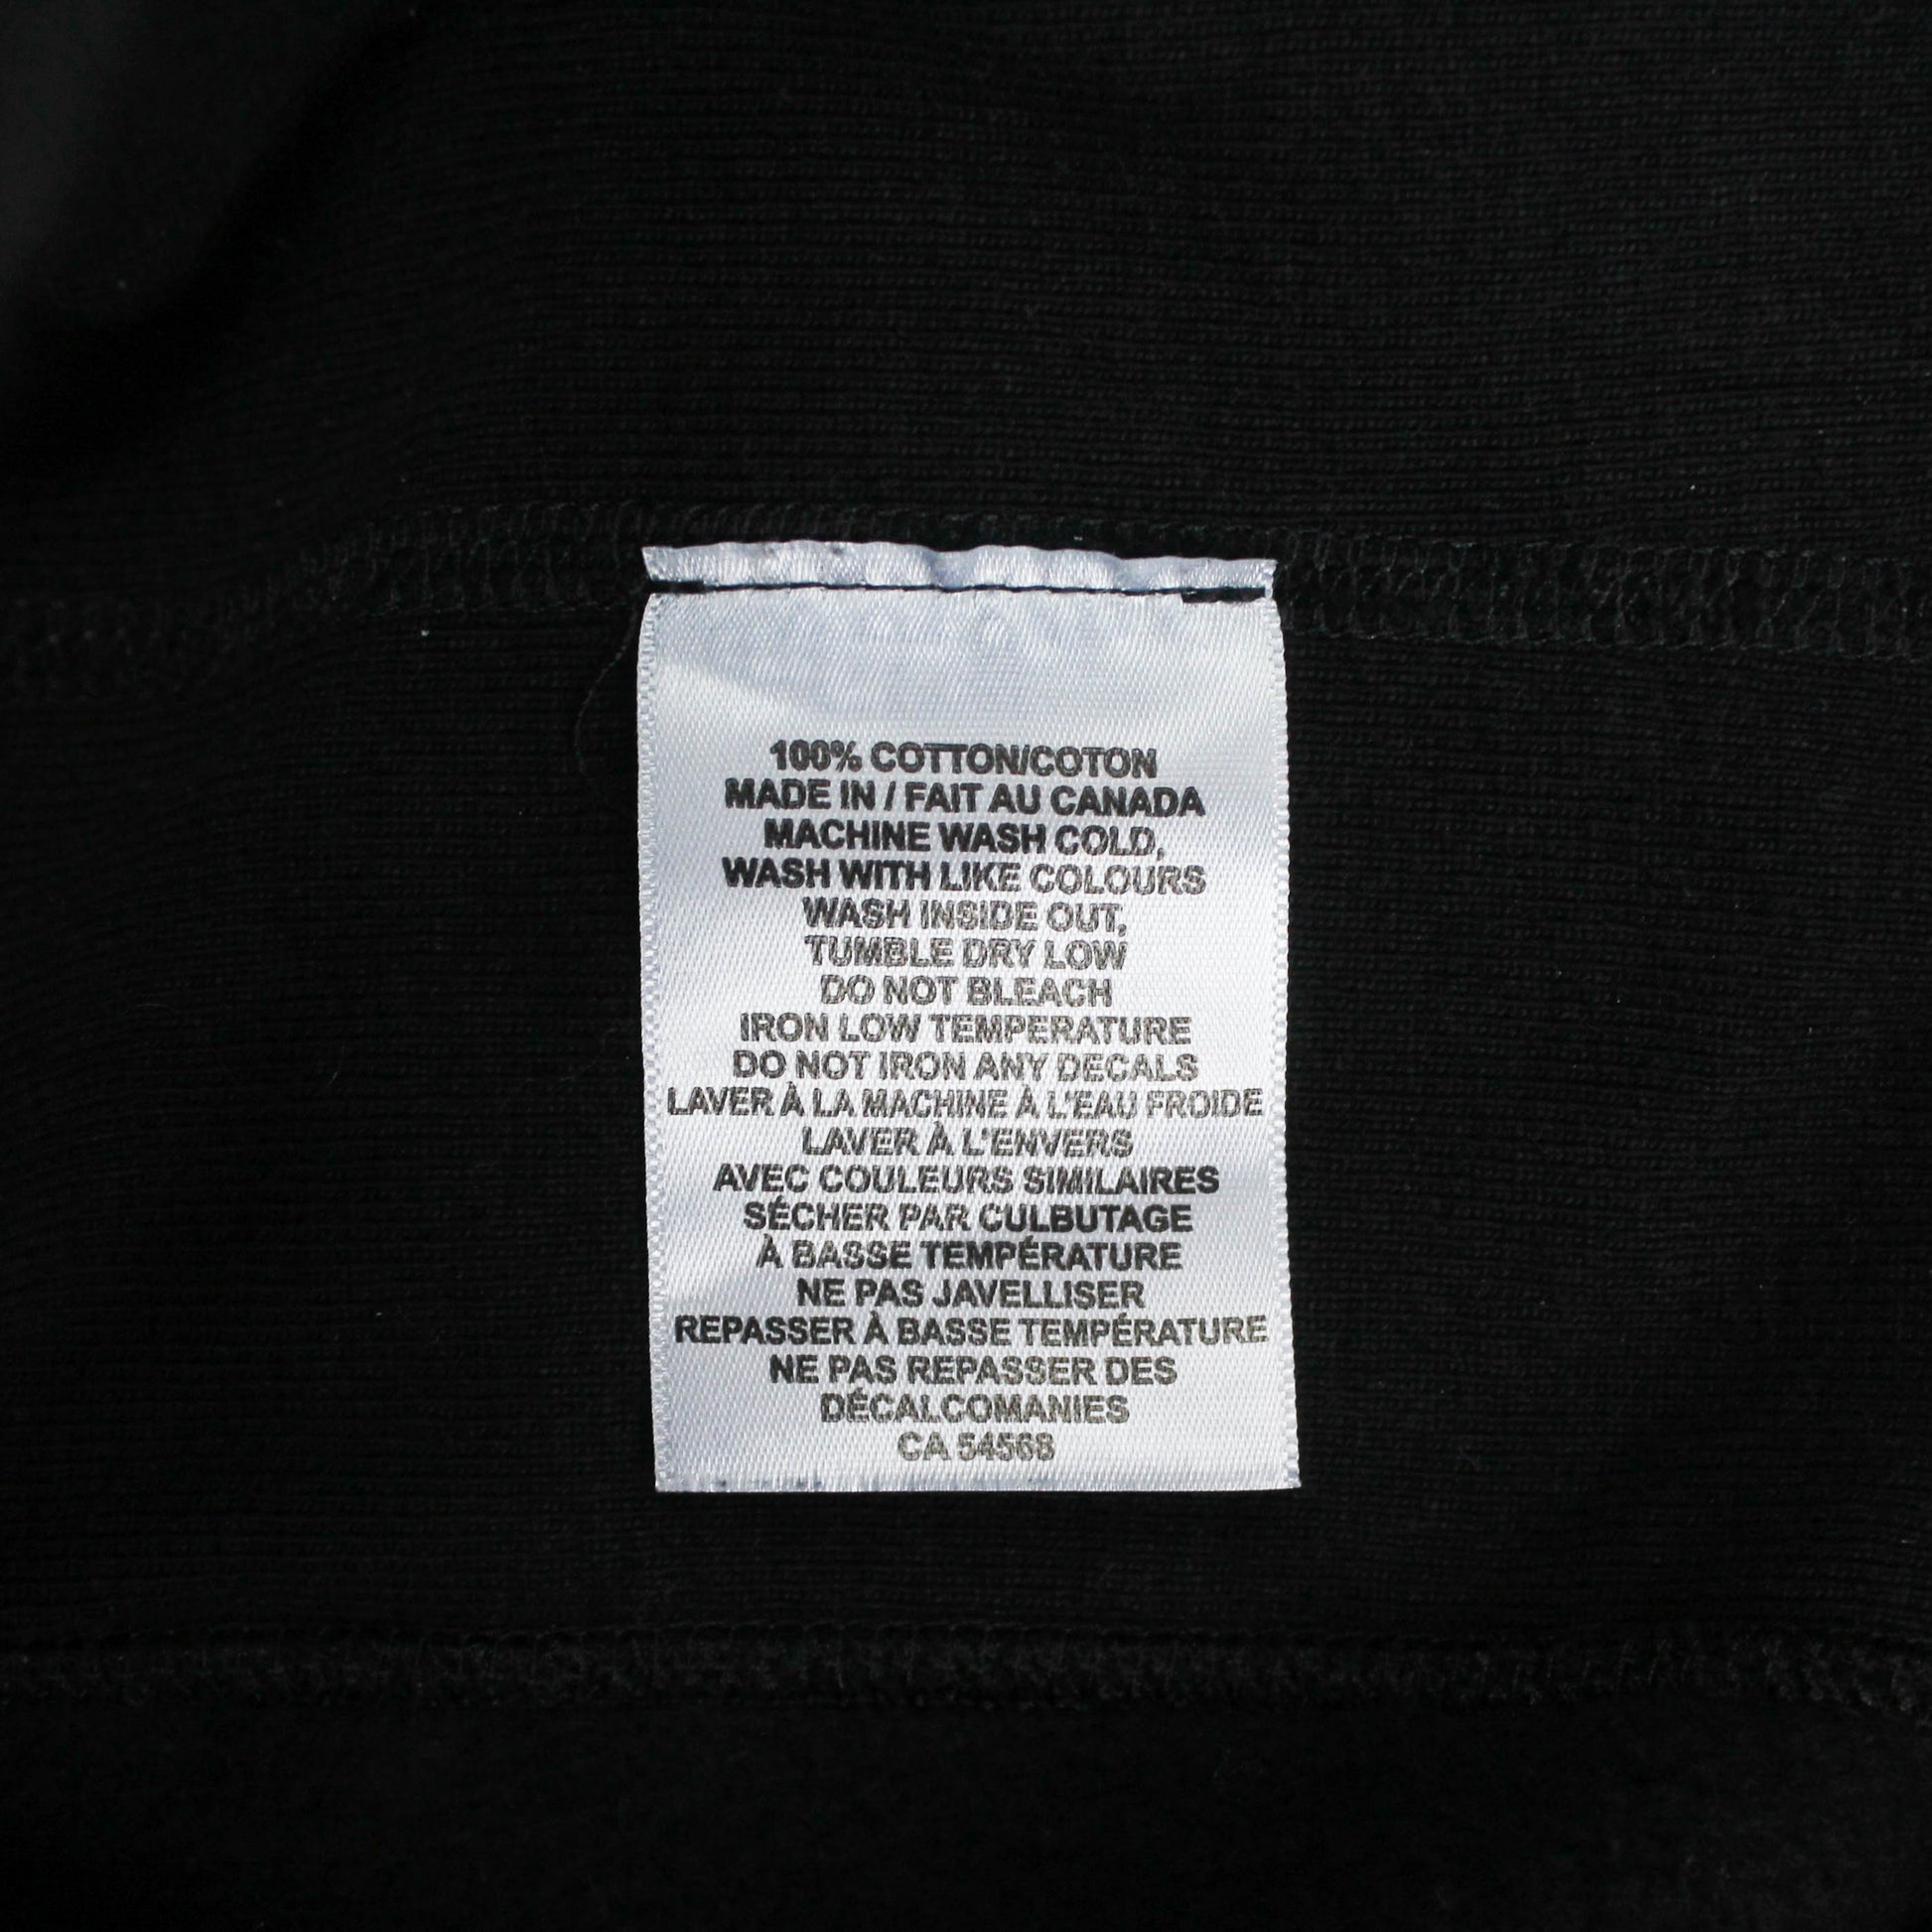 100% COTTON/COTON
MADE IN / FAIT AU CANADA
MACHINE WASH COLD,
WASH WITH LIKE COLOURS
WASH INSIDE OUT,
TUMBLE DRY LOW
DO NOT BLEACH
IRON LOW TEMPERATURE
DO NOT IRON ANY DECALS
LAVER À LA MACHINE À L'EAU FROIDE
LAVER À L'ENVERS
AVEC COULEURS SIMILAIRES
SÉCHER PAR CULBUTAGE
À BASSE TEMPÉRATURE
NE PAS JAVELLISER
REPASSER À BASSE TEMPÉRATURE
NE PAS REPASSER DES
DÉCALCOMANIES
CA 54568